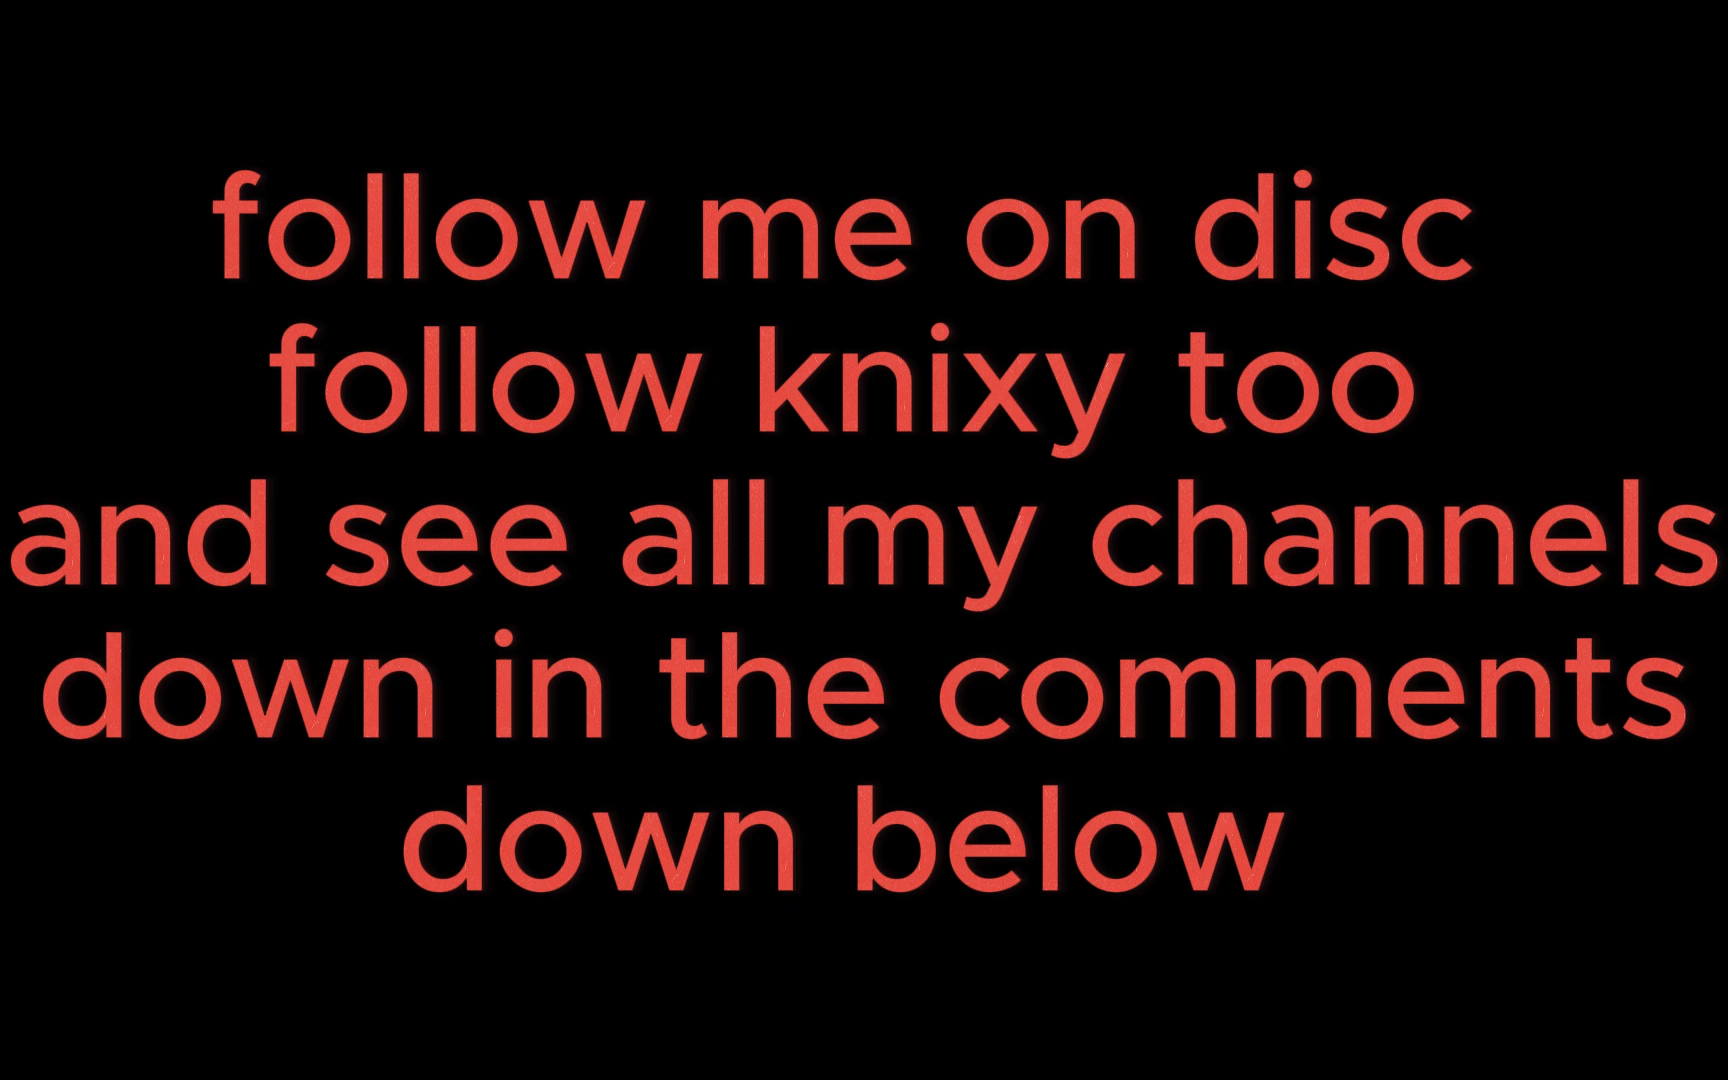 follow me on disc
follow knixy too
and see all my channels
down in the comments
down below